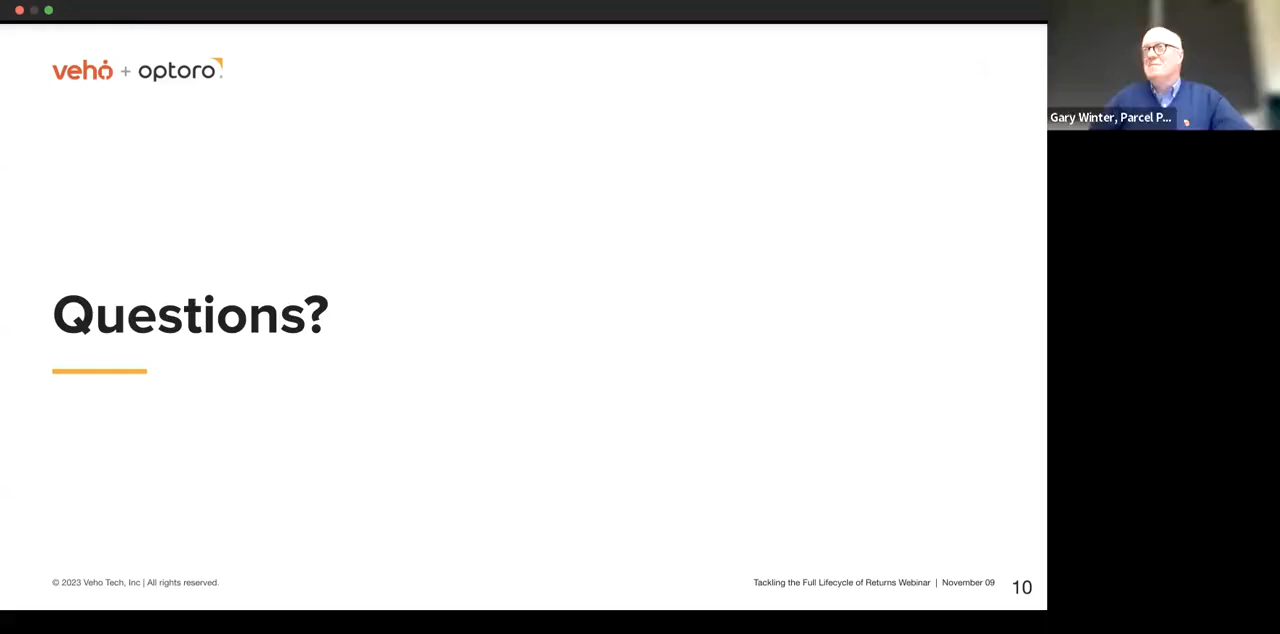 veho + optoro
Gary Winter, Parcel P...
Questions?
© 2023 Veho Tech, Inc | All rights reserved.
Tackling the Full Lifecycle of Returns Webinar | November 09
10